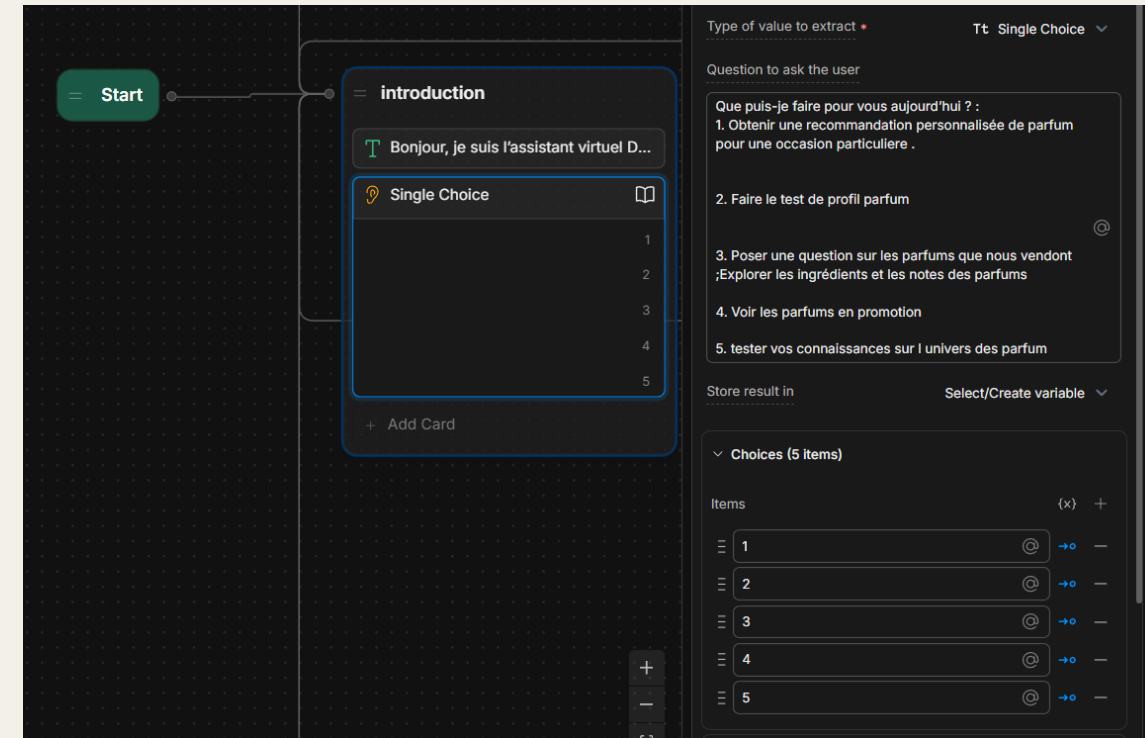 Start
introduction
Bonjour, je suis l'assistant virtuel D...
Single Choice
1
2
3
4
5
+ Add Card
Type of value to extract •
Tt Single Choice
Question to ask the user
Que puis-je faire pour vous aujourd'hui ? :
1. Obtenir une recommandation personnalisée de parfum
pour une occasion particuliere .
2. Faire le test de profil parfum
@
3. Poser une question sur les parfums que nous vendont
;Explorer les ingrédients et les notes des parfums
4. Voir les parfums en promotion
5. tester vos connaissances sur l univers des parfum
Store result in
Select/Create variable
Choices (5 items)
Items {x} +
1 @
2 @
3 @
4 @
5 @